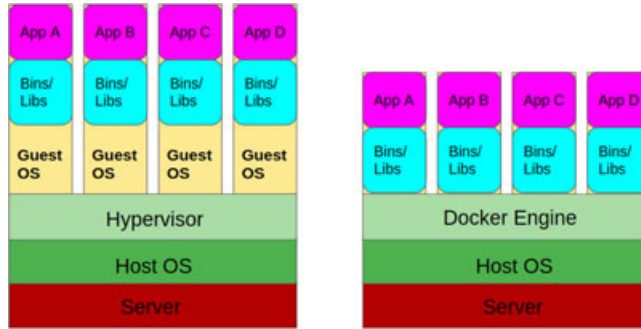 App A
App B
App C
App D
Bins/
Libs
Bins/
Libs
Bins/
Libs
Bins/
Libs
Guest
OS
Guest
OS
Guest
OS
Guest
OS
Hypervisor
Host OS
Server
App A
App B
App C
App D
Bins/
Libs
Bins/
Libs
Bins/
Libs
Bins/
Libs
Docker Engine
Host OS
Server